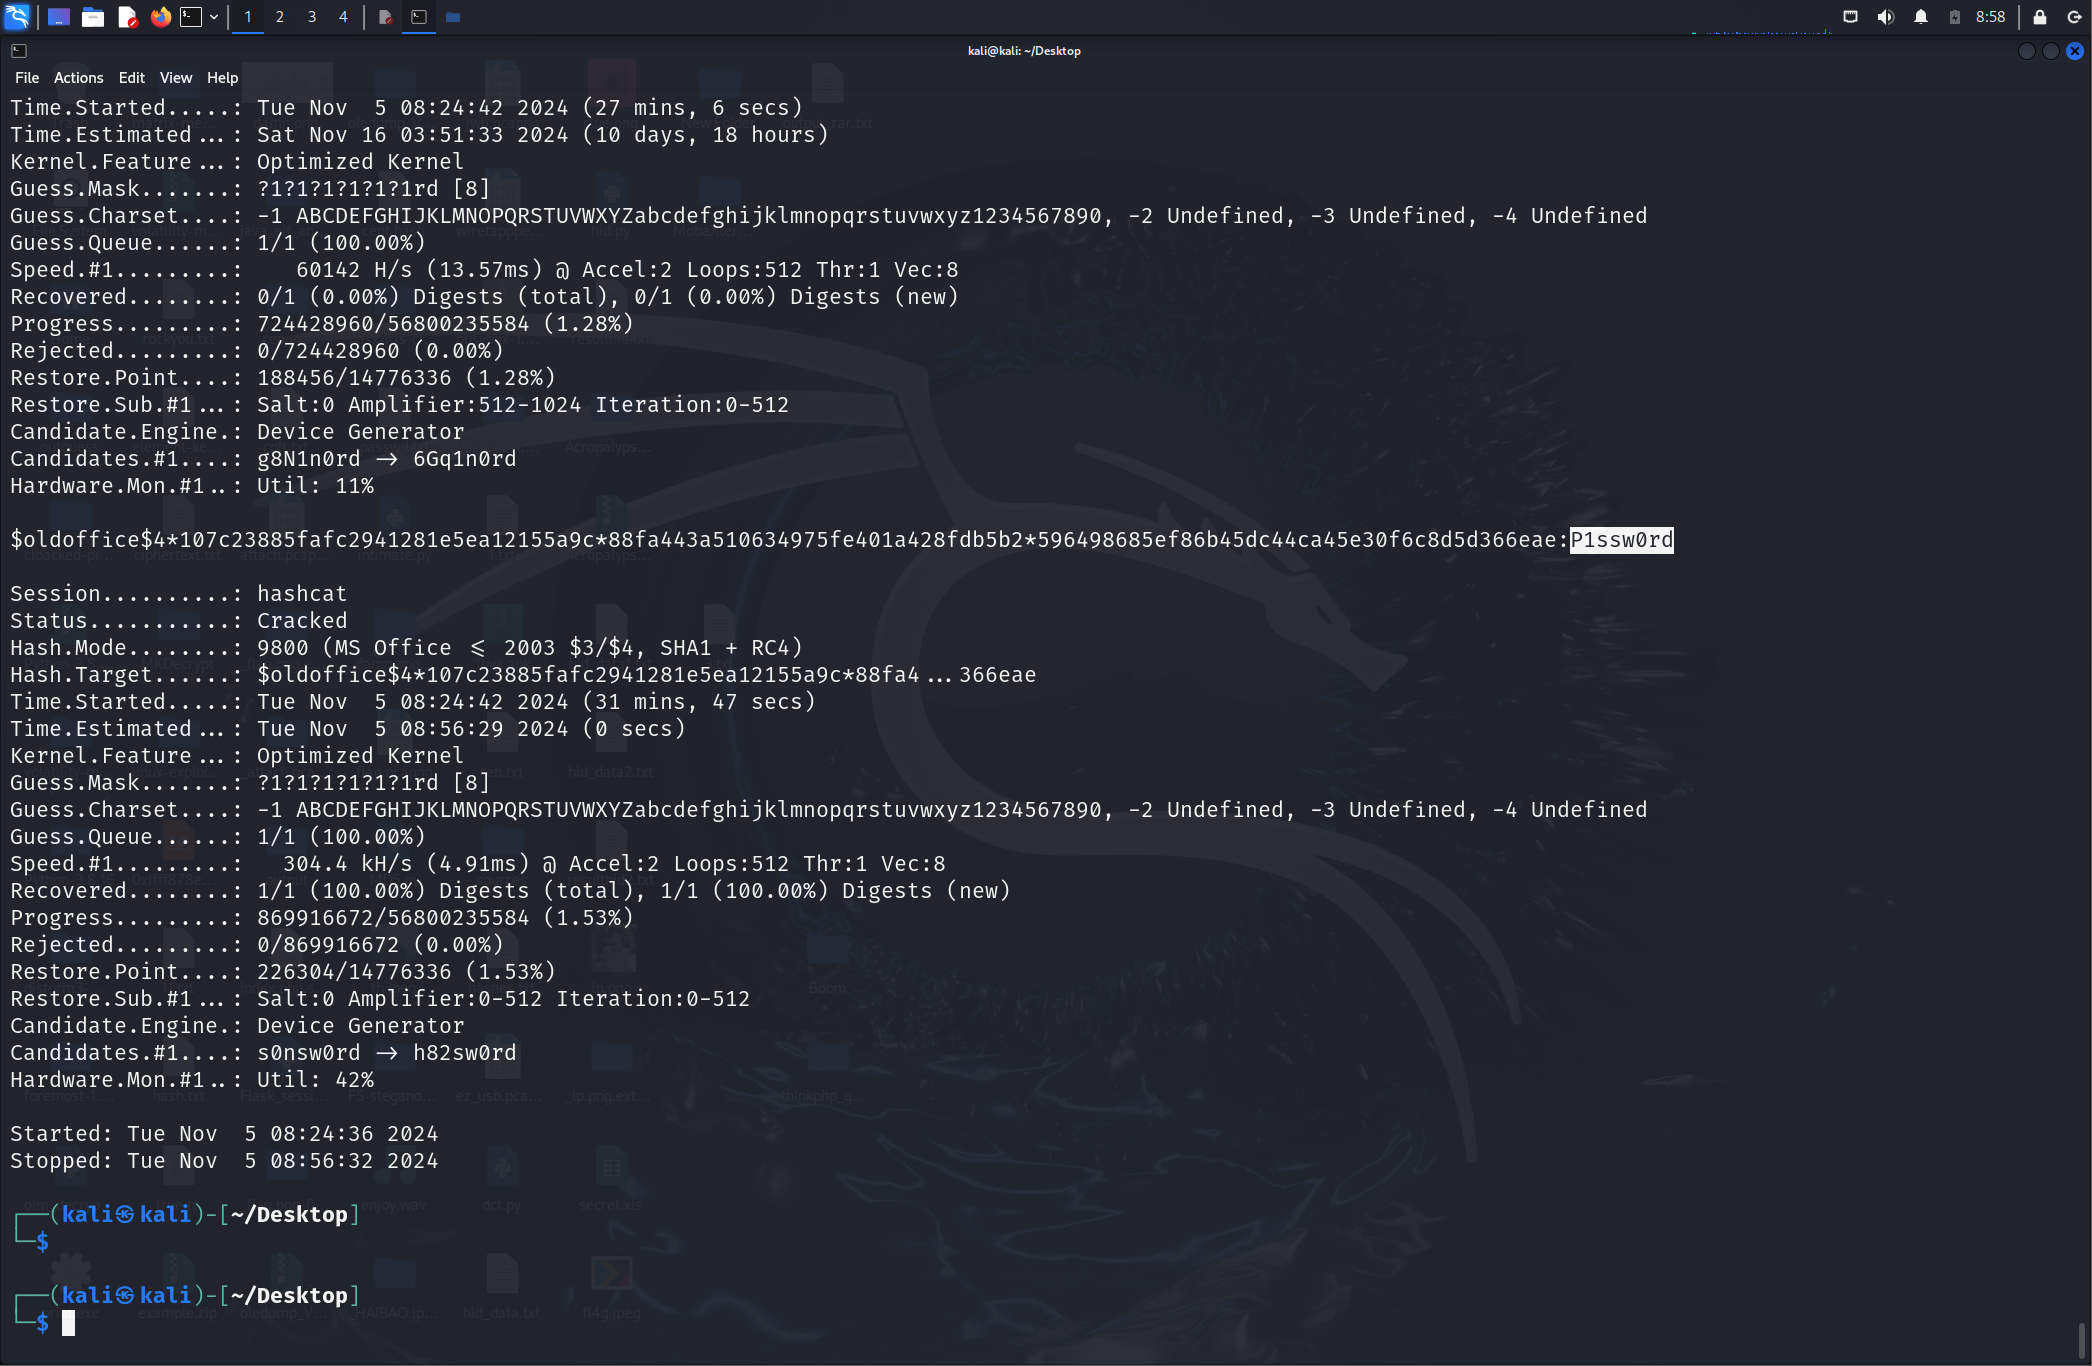 1 2 3 4 8:58
kali@kali: ~/Desktop
File Actions Edit View Help
Time.Started.....: Tue Nov  5 08:24:42 2024 (27 mins, 6 secs)
Time.Estimated...: Sat Nov 16 03:51:33 2024 (10 days, 18 hours)
Kernel.Feature...: Optimized Kernel
Guess.Mask.......: ?1?1?1?1?1?1rd [8]
Guess.Charset....: -1 ABCDEFGHIJKLMNOPQRSTUVWXYZabcdefghijklmnopqrstuvwxyz1234567890, -2 Undefined, -3 Undefined, -4 Undefined
Guess.Queue......: 1/1 (100.00%)
Speed.#1.........:    60142 H/s (13.57ms) @ Accel:2 Loops:512 Thr:1 Vec:8
Recovered........: 0/1 (0.00%) Digests (total), 0/1 (0.00%) Digests (new)
Progress.........: 724428960/56800235584 (1.28%)
Rejected.........: 0/724428960 (0.00%)
Restore.Point....: 188456/14776336 (1.28%)
Restore.Sub.#1...: Salt:0 Amplifier:512-1024 Iteration:0-512
Candidate.Engine.: Device Generator
Candidates.#1....: g8N1n0rd -> 6Gq1n0rd
Hardware.Mon.#1..: Util: 11%
$oldoffice$4*107c23885fafc2941281e5ea12155a9c*88fa443a510634975fe401a428fdb5b2*596498685ef86b45dc44ca45e30f6c8d5d366eae:P1ssw0rd
Session..........: hashcat
Status...........: Cracked
Hash.Mode........: 9800 (MS Office <= 2003 $3/$4, SHA1 + RC4)
Hash.Target......: $oldoffice$4*107c23885fafc2941281e5ea12155a9c*88fa4...366eae
Time.Started.....: Tue Nov  5 08:24:42 2024 (31 mins, 47 secs)
Time.Estimated...: Tue Nov  5 08:56:29 2024 (0 secs)
Kernel.Feature...: Optimized Kernel
Guess.Mask.......: ?1?1?1?1?1?1rd [8]
Guess.Charset....: -1 ABCDEFGHIJKLMNOPQRSTUVWXYZabcdefghijklmnopqrstuvwxyz1234567890, -2 Undefined, -3 Undefined, -4 Undefined
Guess.Queue......: 1/1 (100.00%)
Speed.#1.........:   304.4 kH/s (4.91ms) @ Accel:2 Loops:512 Thr:1 Vec:8
Recovered........: 1/1 (100.00%) Digests (total), 1/1 (100.00%) Digests (new)
Progress.........: 869916672/56800235584 (1.53%)
Rejected.........: 0/869916672 (0.00%)
Restore.Point....: 226304/14776336 (1.53%)
Restore.Sub.#1...: Salt:0 Amplifier:0-512 Iteration:0-512
Candidate.Engine.: Device Generator
Candidates.#1....: s0nsw0rd -> h82sw0rd
Hardware.Mon.#1..: Util: 42%
Started: Tue Nov  5 08:24:36 2024
Stopped: Tue Nov  5 08:56:32 2024
┌──(kali㉿kali)-[~/Desktop]
└─$
┌──(kali㉿kali)-[~/Desktop]
└─$